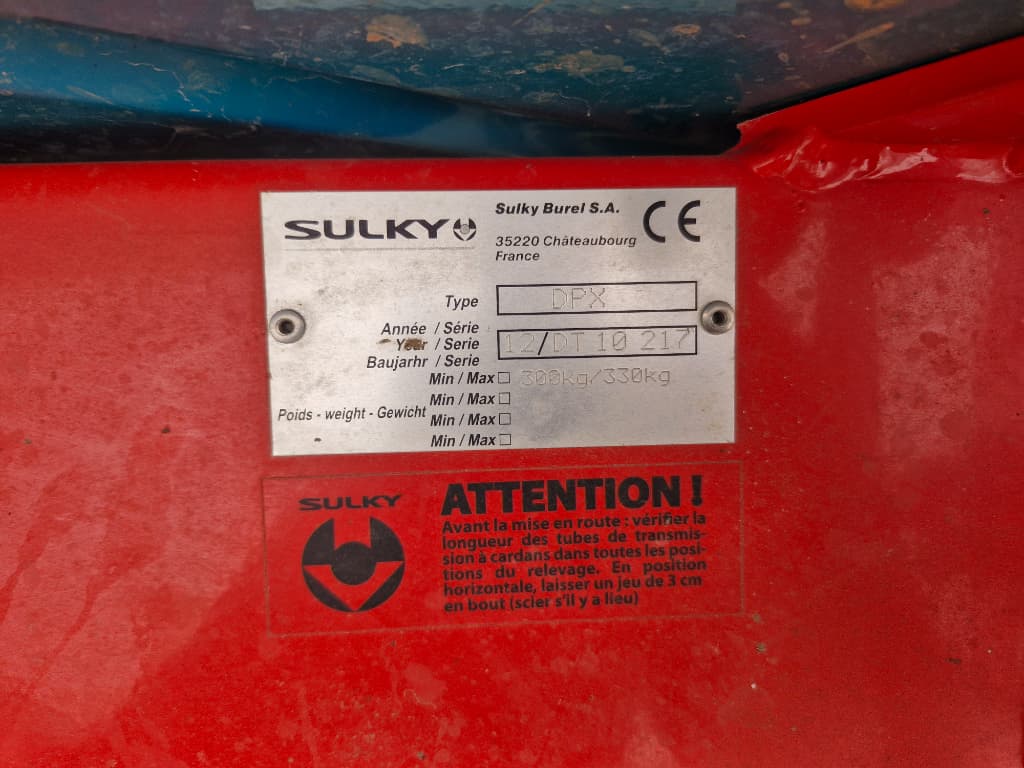 SULKY
Sulky Burel S.A.
35220 Châteaubourg
France
CE
Type DPX
Année / Série
Year / Serie 12/DT 10 217
Baujarhr / Serie
Min / Max 300kg/330kg
Min / Max
Poids - weight - Gewicht
Min / Max
Min / Max
SULKY
ATTENTION !
Avant la mise en route : vérifier la
longueur des tubes de transmis-
sion à cardans dans toutes les posi-
tions du relevage. En position
horizontale, laisser un jeu de 3 cm
en bout (scier s'il y a lieu)